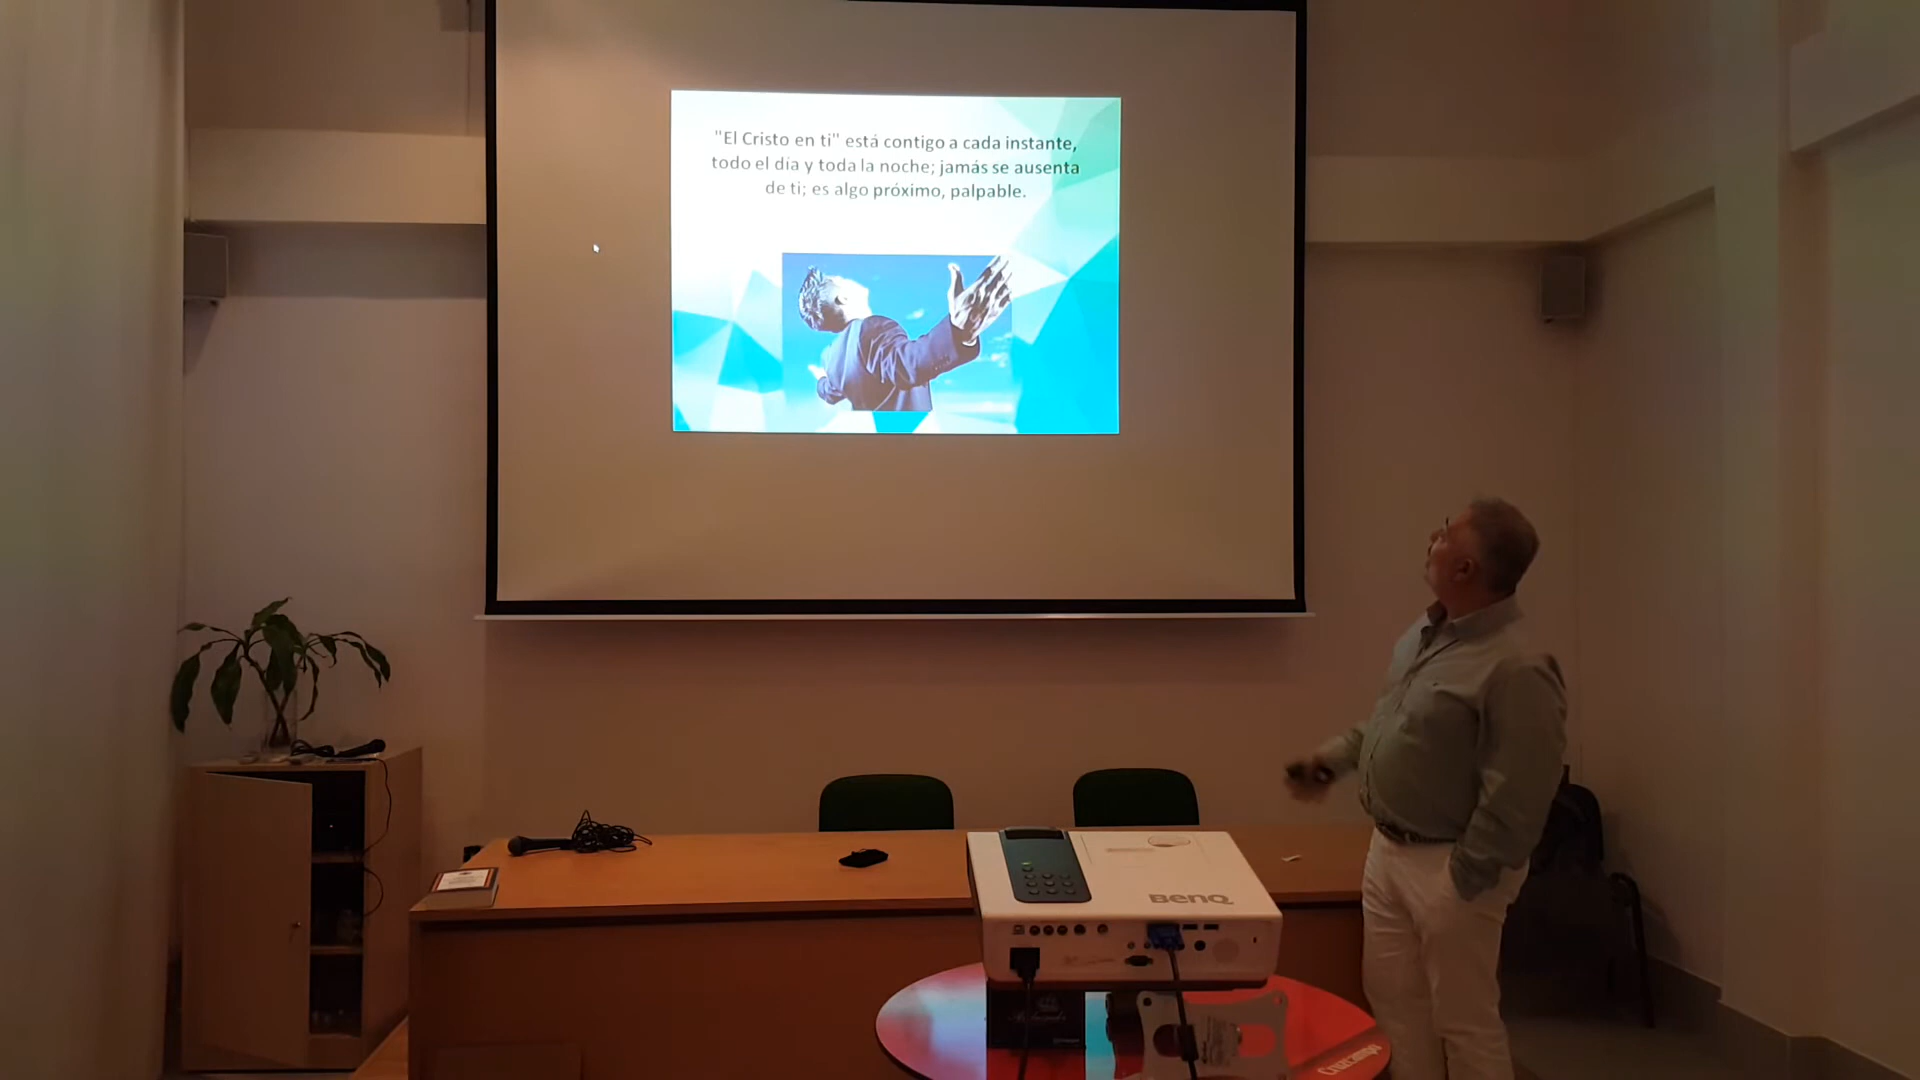 "El Cristo en ti" está contigo a cada instante,
todo el día y toda la noche; jamás se ausenta
de ti; es algo próximo, palpable.
BenQ
Cruzcampo